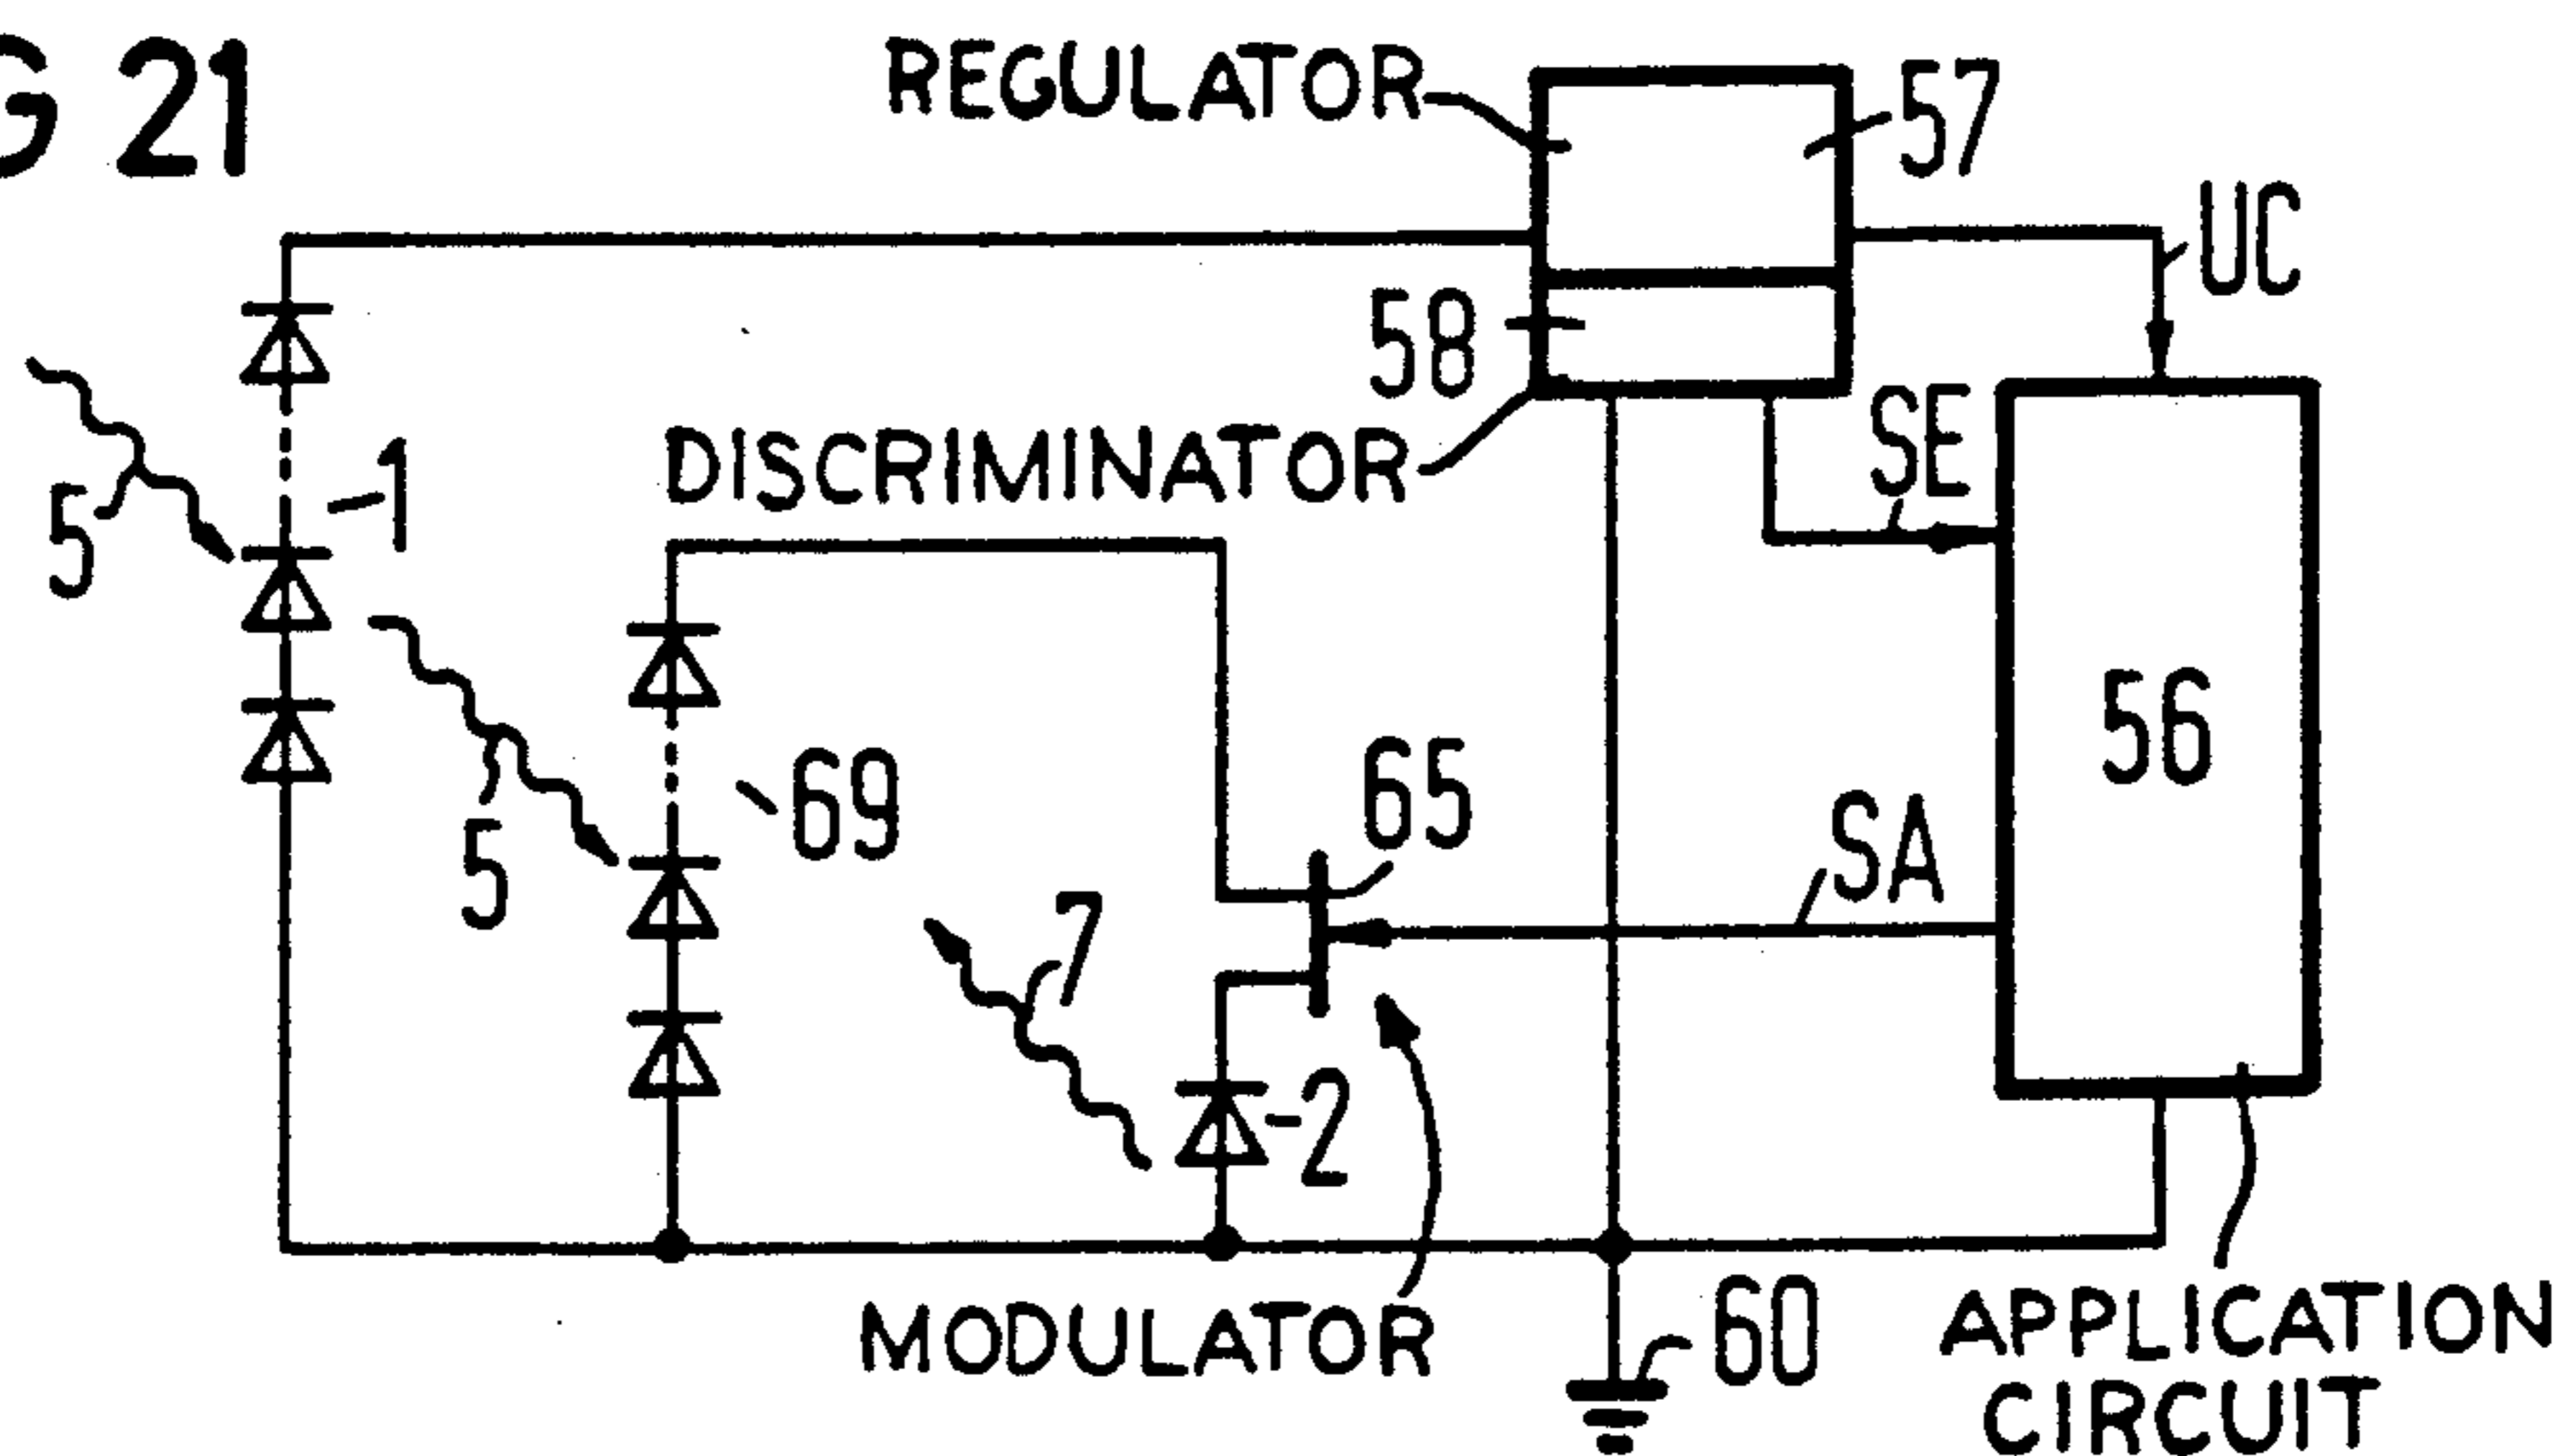 G 21
REGULATOR
57
UC
58
DISCRIMINATOR
SE
1
5
56
65
69
SA
5
7
2
MODULATOR
60
APPLICATION
CIRCUIT